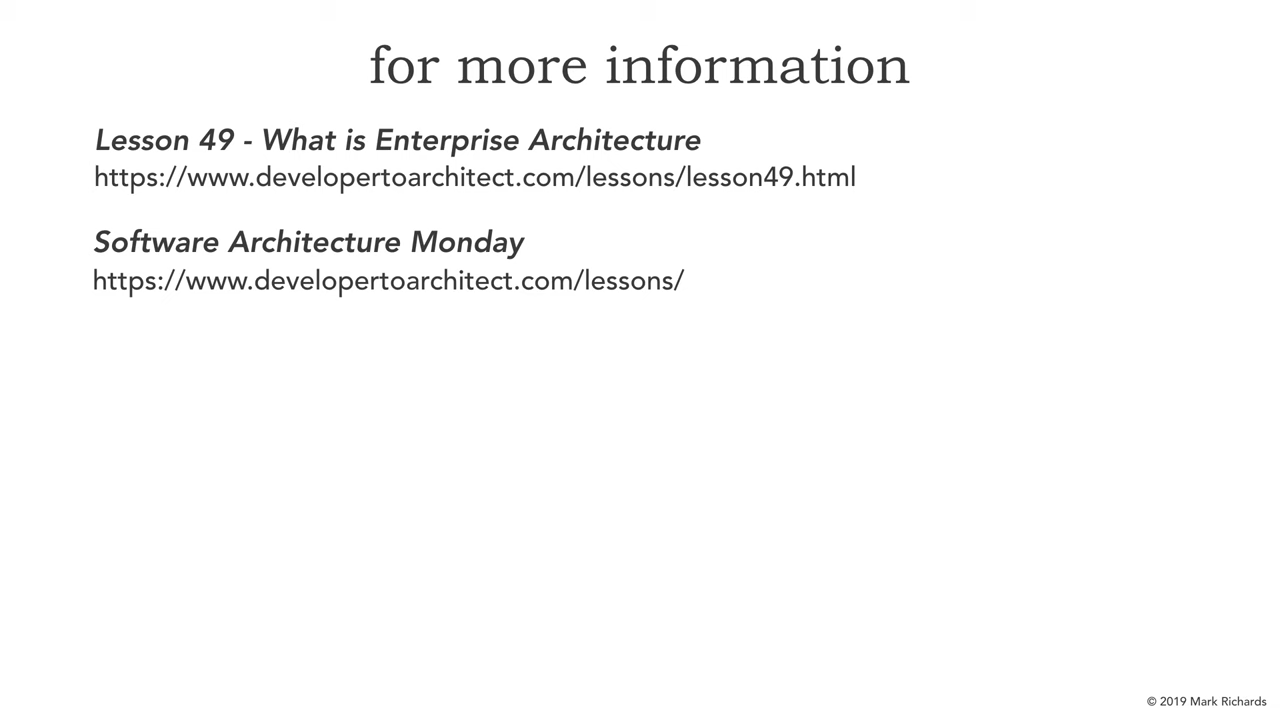 for more information
Lesson 49 - What is Enterprise Architecture
https://www.developertoarchitect.com/lessons/lesson49.html
Software Architecture Monday
https://www.developertoarchitect.com/lessons/
© 2019 Mark Richards